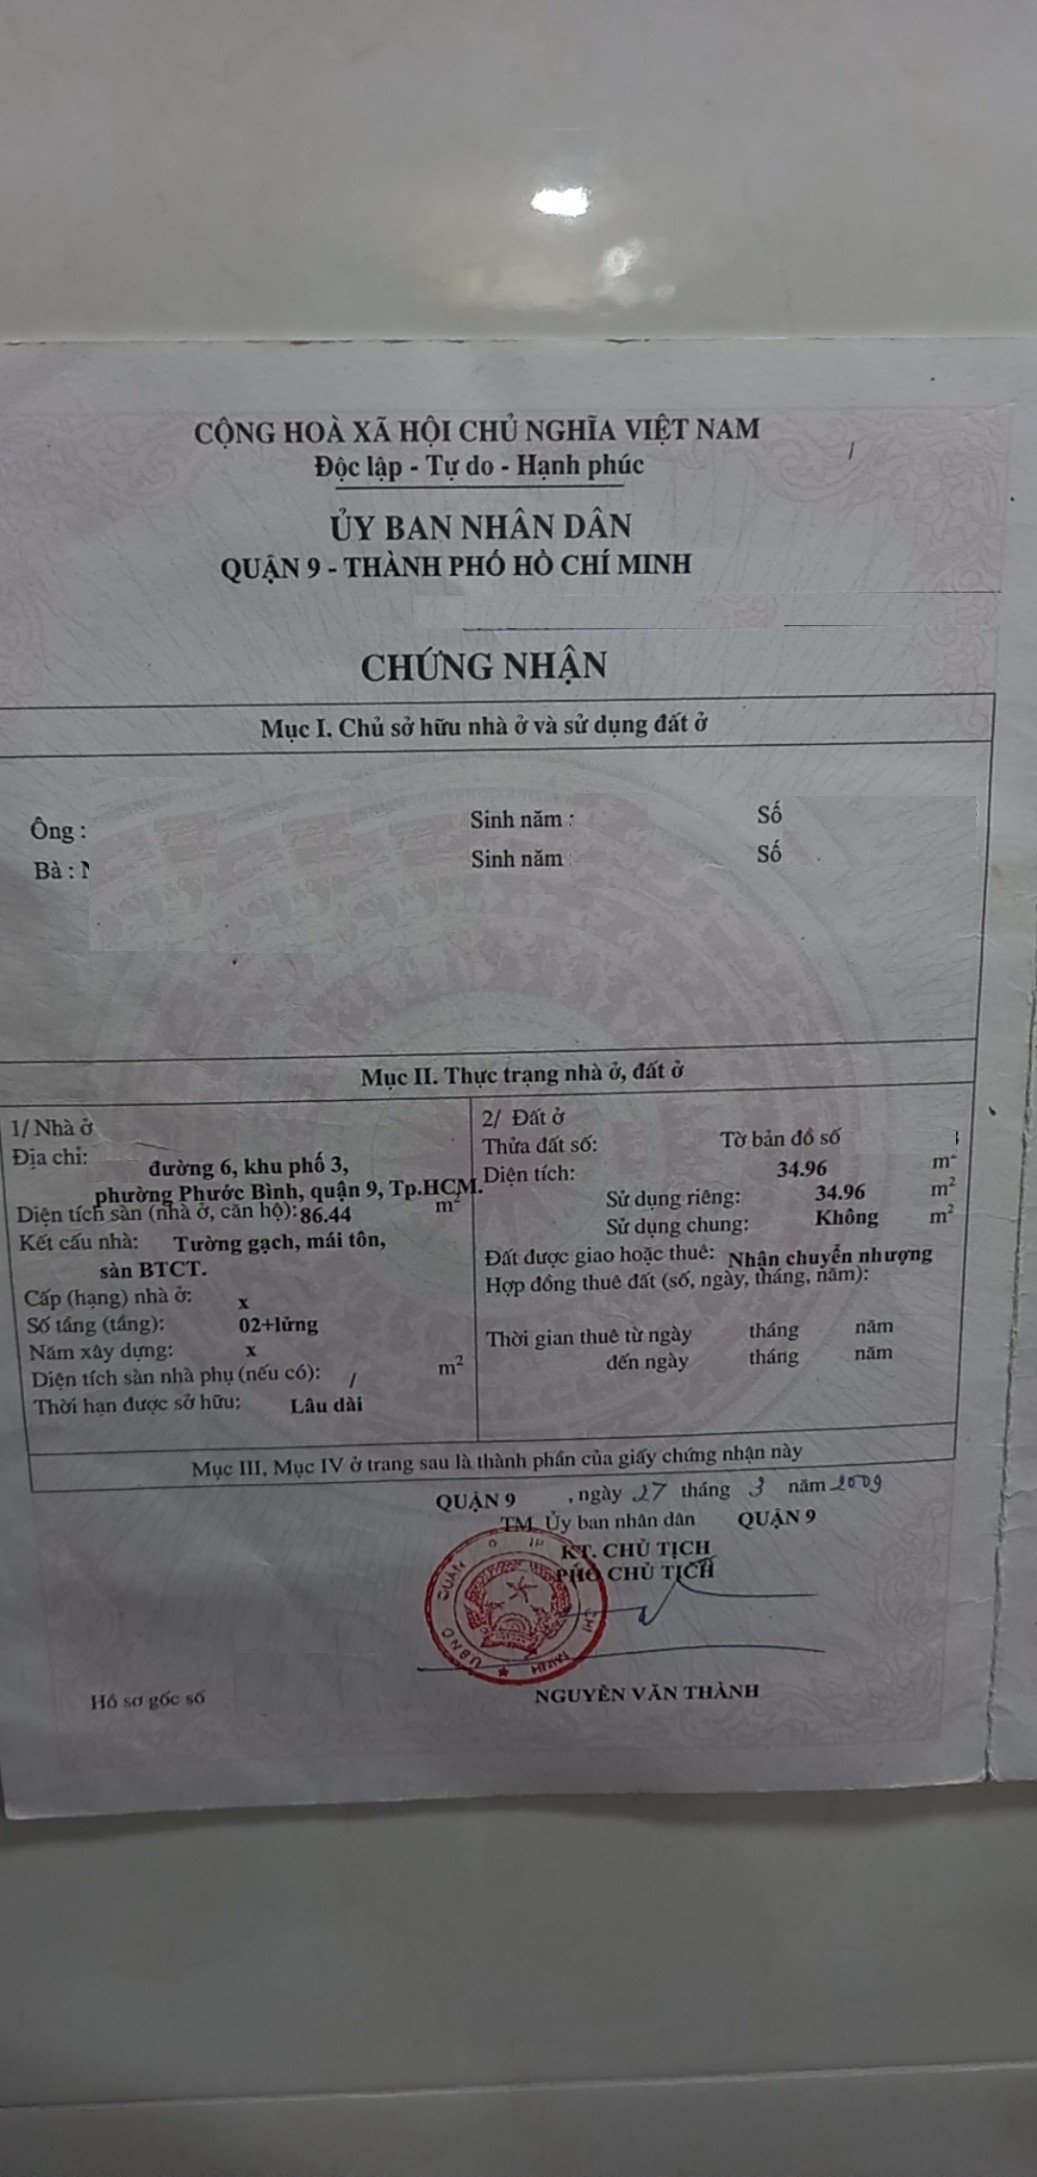 CỘNG HOÀ XÃ HỘI CHỦ NGHĨA VIỆT NAM
Độc lập - Tự do - Hạnh phúc
ỦY BAN NHÂN DÂN
QUẬN 9 - THÀNH PHỐ HỒ CHÍ MINH
CHỨNG NHẬN
Mục I. Chủ sở hữu nhà ở và sử dụng đất ở
Ông : Sinh năm : Số
Bà : Sinh năm Số
Mục II. Thực trạng nhà ở, đất ở
1/ Nhà ở
Địa chỉ:
đường 6, khu phố 3,
phường Phước Bình, quận 9, Tp.HCM.
Diện tích sàn (nhà ở, căn hộ): 86.44 m²
Kết cấu nhà: Tường gạch, mái tôn,
sàn BTCT.
Cấp (hạng) nhà ở: x
Số tầng (tầng): 02+lửng
Năm xây dựng: x
Diện tích sàn nhà phụ (nếu có): / m²
Thời hạn được sở hữu: Lâu dài
2/ Đất ở
Thửa đất số: Tờ bản đồ số
Diện tích: 34.96 m²
Sử dụng riêng: 34.96 m²
Sử dụng chung: Không m²
Đất được giao hoặc thuê: Nhận chuyển nhượng
Hợp đồng thuê đất (số, ngày, tháng, năm):
Thời gian thuê từ ngày tháng năm
đến ngày tháng năm
Mục III, Mục IV ở trang sau là thành phần của giấy chứng nhận này
QUẬN 9 , ngày 27 tháng 3 năm 2009
TM. Ủy ban nhân dân QUẬN 9
KT. CHỦ TỊCH
PHÓ CHỦ TỊCH
UBND QUẬN
CHÍ MINH
NGUYỄN VĂN THÀNH
Hồ sơ gốc số